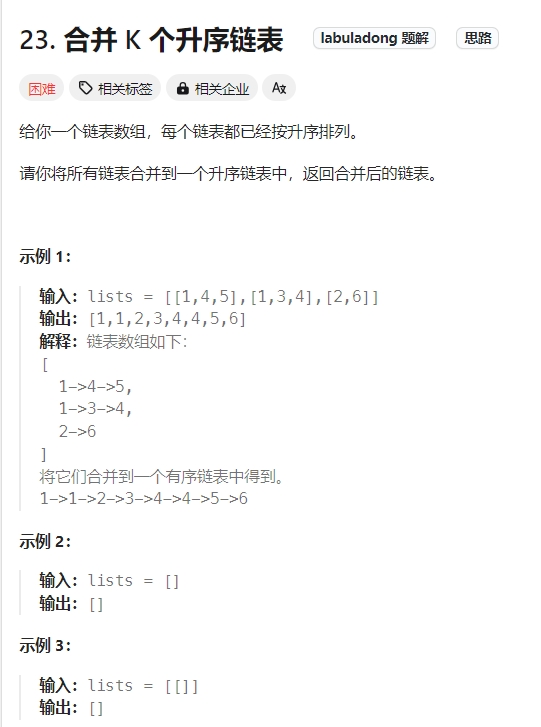 23. 合并 K 个升序链表 labuladong 题解 思路
困难 相关标签 相关企业 Ax
给你一个链表数组，每个链表都已经按升序排列。
请你将所有链表合并到一个升序链表中，返回合并后的链表。
示例 1：
输入：lists = [[1,4,5],[1,3,4],[2,6]]
输出：[1,1,2,3,4,4,5,6]
解释：链表数组如下：
[
1->4->5,
1->3->4,
2->6
]
将它们合并到一个有序链表中得到。
1->1->2->3->4->4->5->6
示例 2：
输入：lists = []
输出：[]
示例 3：
输入：lists = [[]]
输出：[]